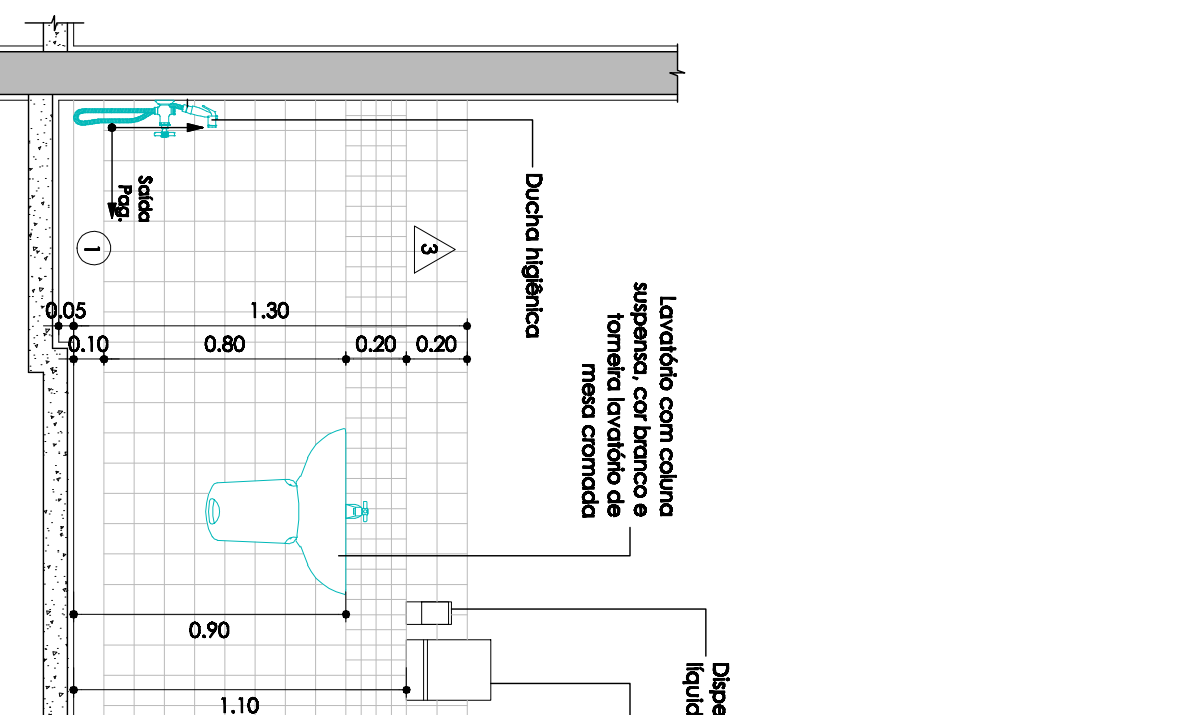 Saída
Pag.
1
3
Ducha higiênica
Lavatório com coluna
suspensa, cor branco e
torneira lavatório de
mesa cromada
0.05
1.30
0.10
0.80
0.20
0.20
0.90
1.10
Dispe
líquid